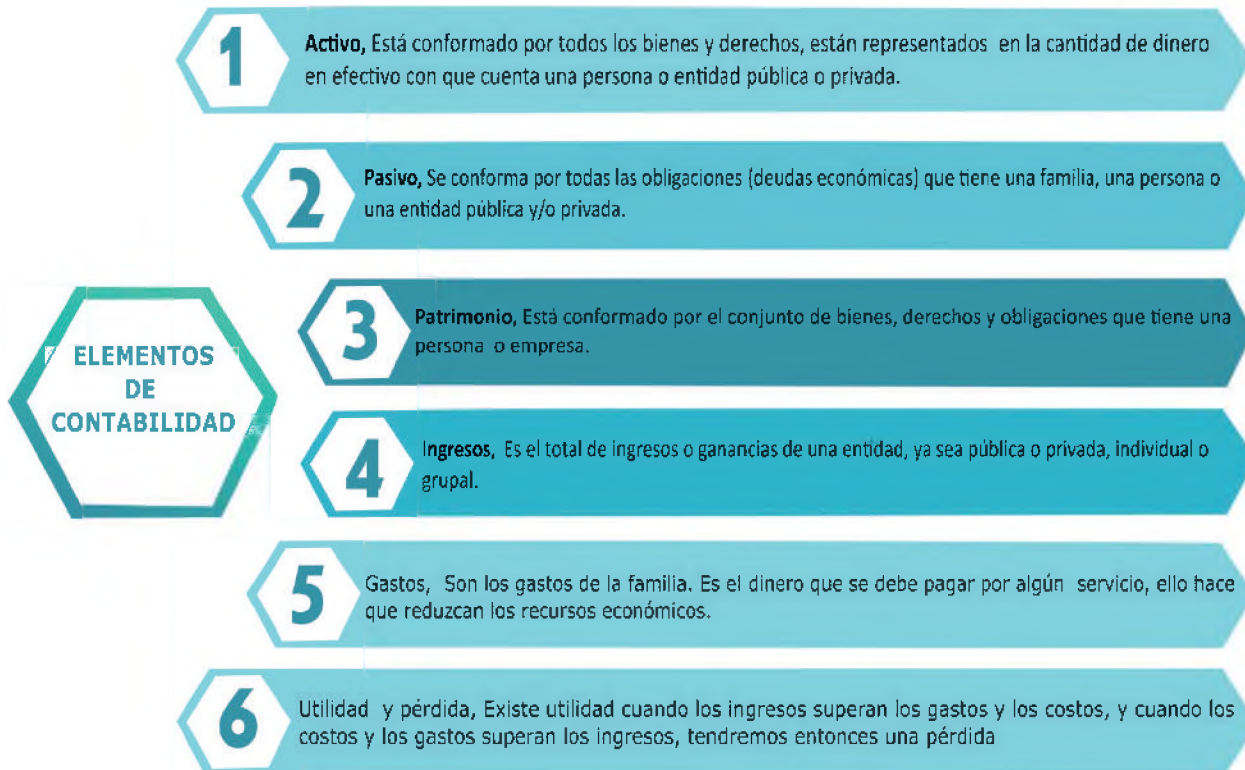 1
Activo, Está conformado por todos los bienes y derechos, están representados en la cantidad de dinero
en efectivo con que cuenta una persona o entidad pública o privada.
2
Pasivo, Se conforma por todas las obligaciones (deudas económicas) que tiene una familia, una persona o
una entidad pública y/o privada.
ELEMENTOS
DE
CONTABILIDAD
3
Patrimonio, Está conformado por el conjunto de bienes, derechos y obligaciones que tiene una
persona o empresa.
4
Ingresos, Es el total de ingresos o ganancias de una entidad, ya sea pública o privada, individual o
grupal.
5
Gastos, Son los gastos de la familia. Es el dinero que se debe pagar por algún servicio, ello hace
que reduzcan los recursos económicos.
6
Utilidad y pérdida, Existe utilidad cuando los ingresos superan los gastos y los costos, y cuando los
costos y los gastos superan los ingresos, tendremos entonces una pérdida